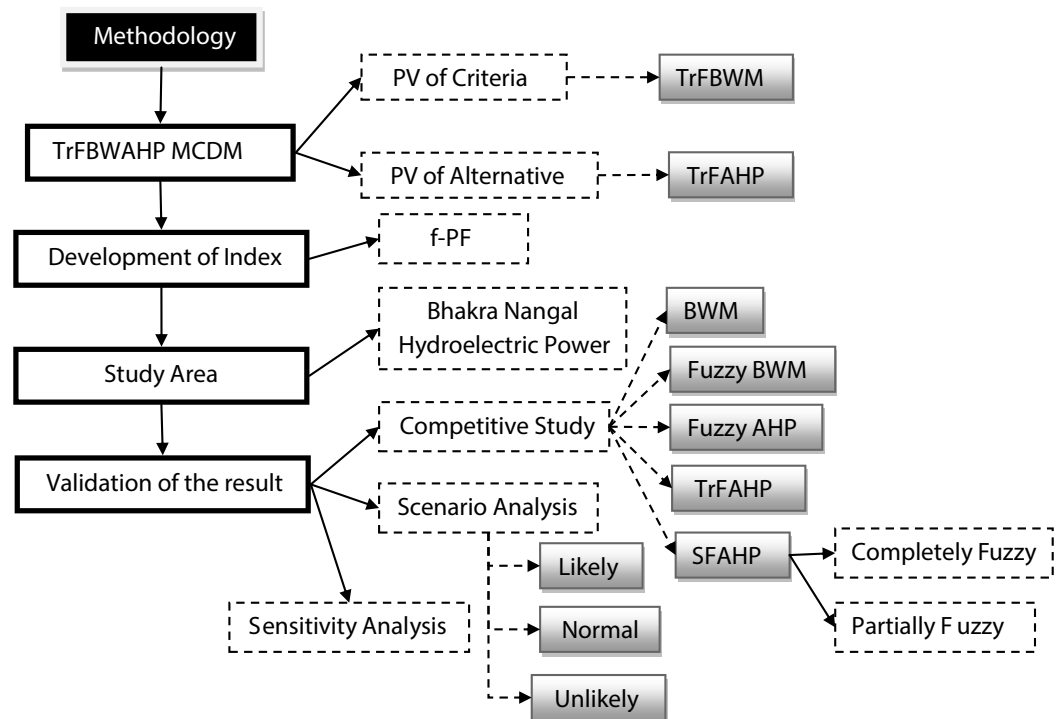 Methodology
PV of Criteria
TrFBWM
TrFBWAHP MCDM
PV of Alternative
TrFAHP
Development of Index
f-PF
Study Area
Bhakra Nangal
Hydroelectric Power
Validation of the result
Competitive Study
BWM
Fuzzy BWM
Fuzzy AHP
TrFAHP
SFAHP
Completely Fuzzy
Partially F uzzy
Scenario Analysis
Likely
Normal
Unlikely
Sensitivity Analysis